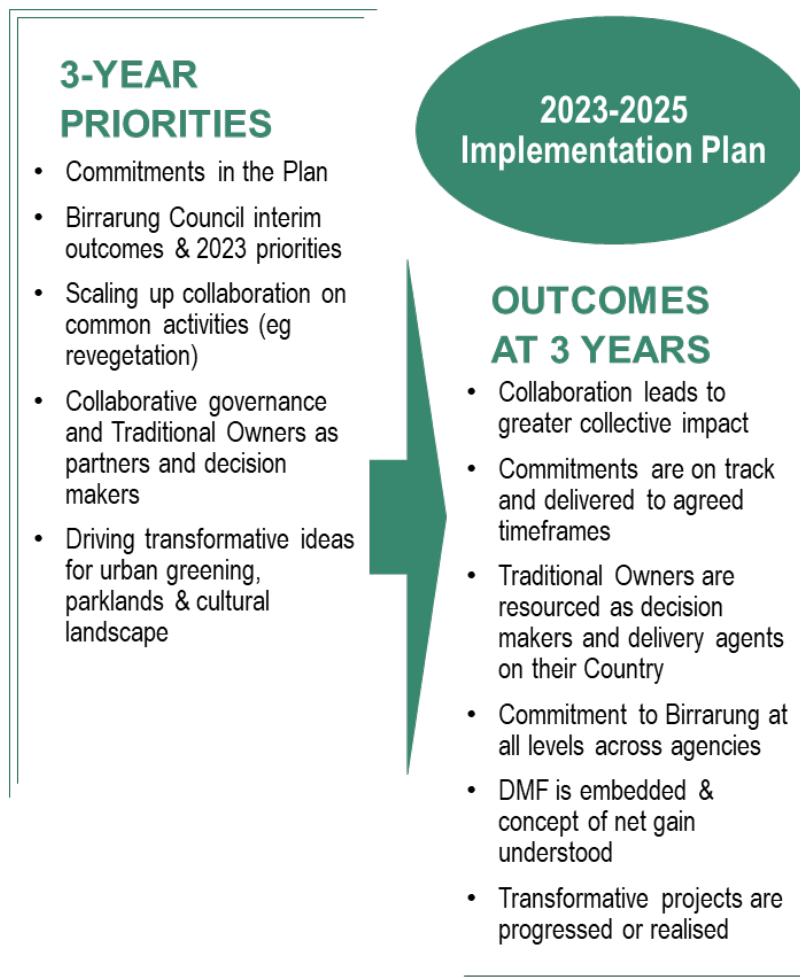 3-YEAR
PRIORITIES
• Commitments in the Plan
• Birrarung Council interim
outcomes & 2023 priorities
• Scaling up collaboration on
common activities (eg
revegetation)
• Collaborative governance
and Traditional Owners as
partners and decision
makers
• Driving transformative ideas
for urban greening,
parklands & cultural
landscape
2023-2025
Implementation Plan
OUTCOMES
AT 3 YEARS
• Collaboration leads to
greater collective impact
• Commitments are on track
and delivered to agreed
timeframes
• Traditional Owners are
resourced as decision
makers and delivery agents
on their Country
• Commitment to Birrarung at
all levels across agencies
• DMF is embedded &
concept of net gain
understood
• Transformative projects are
progressed or realised